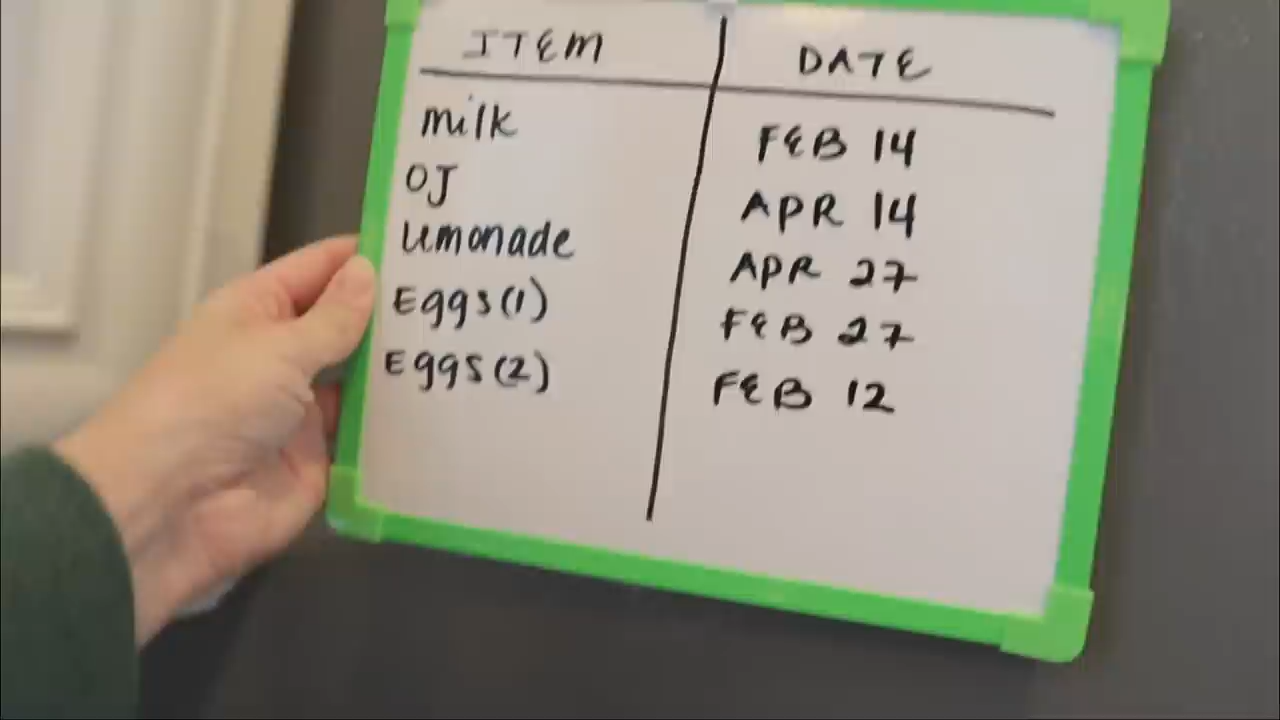 ITEM DATE
milk FEB 14
OJ APR 14
Lemonade APR 27
Eggs(1) FEB 27
Eggs(2) FEB 12